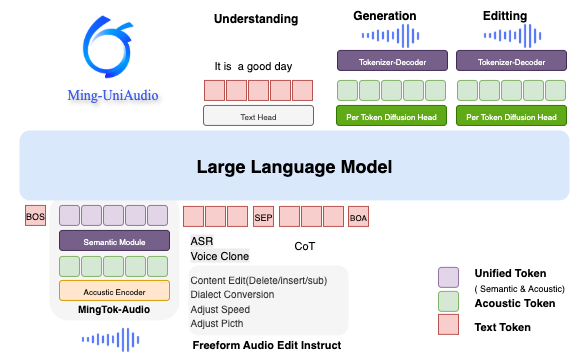 Understanding
Generation
Editting
Ming-UniAudio
It is a good day
Tokenizer-Decoder
Tokenizer-Decoder
Text Head
Per Token Diffusion Head
Per Token Diffusion Head
Large Language Model
BOS
SEP
BOA
Semantic Module
ASR
Voice Clone
CoT
Accustic Encoder
MingTok-Audio
Content Edit(Delete/insert/sub)
Dialect Conversion
Adjust Speed
Adjust Picth
Freeform Audio Edit Instruct
Unified Token
( Semantic & Acoustic)
Acoustic Token
Text Token